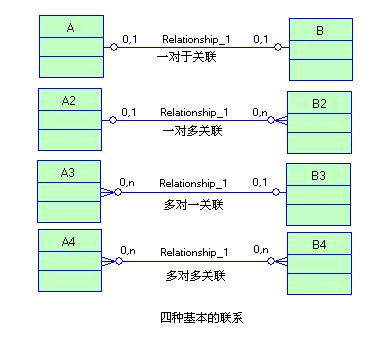 A B
0,1 Relationship_1 0,1
一对于关联
A2 B2
0,1 Relationship_1 0,n
一对多关联
A3 B3
0,n Relationship_1 0,1
多对一关联
A4 B4
0,n Relationship_1 0,n
多对多关联
四种基本的联系